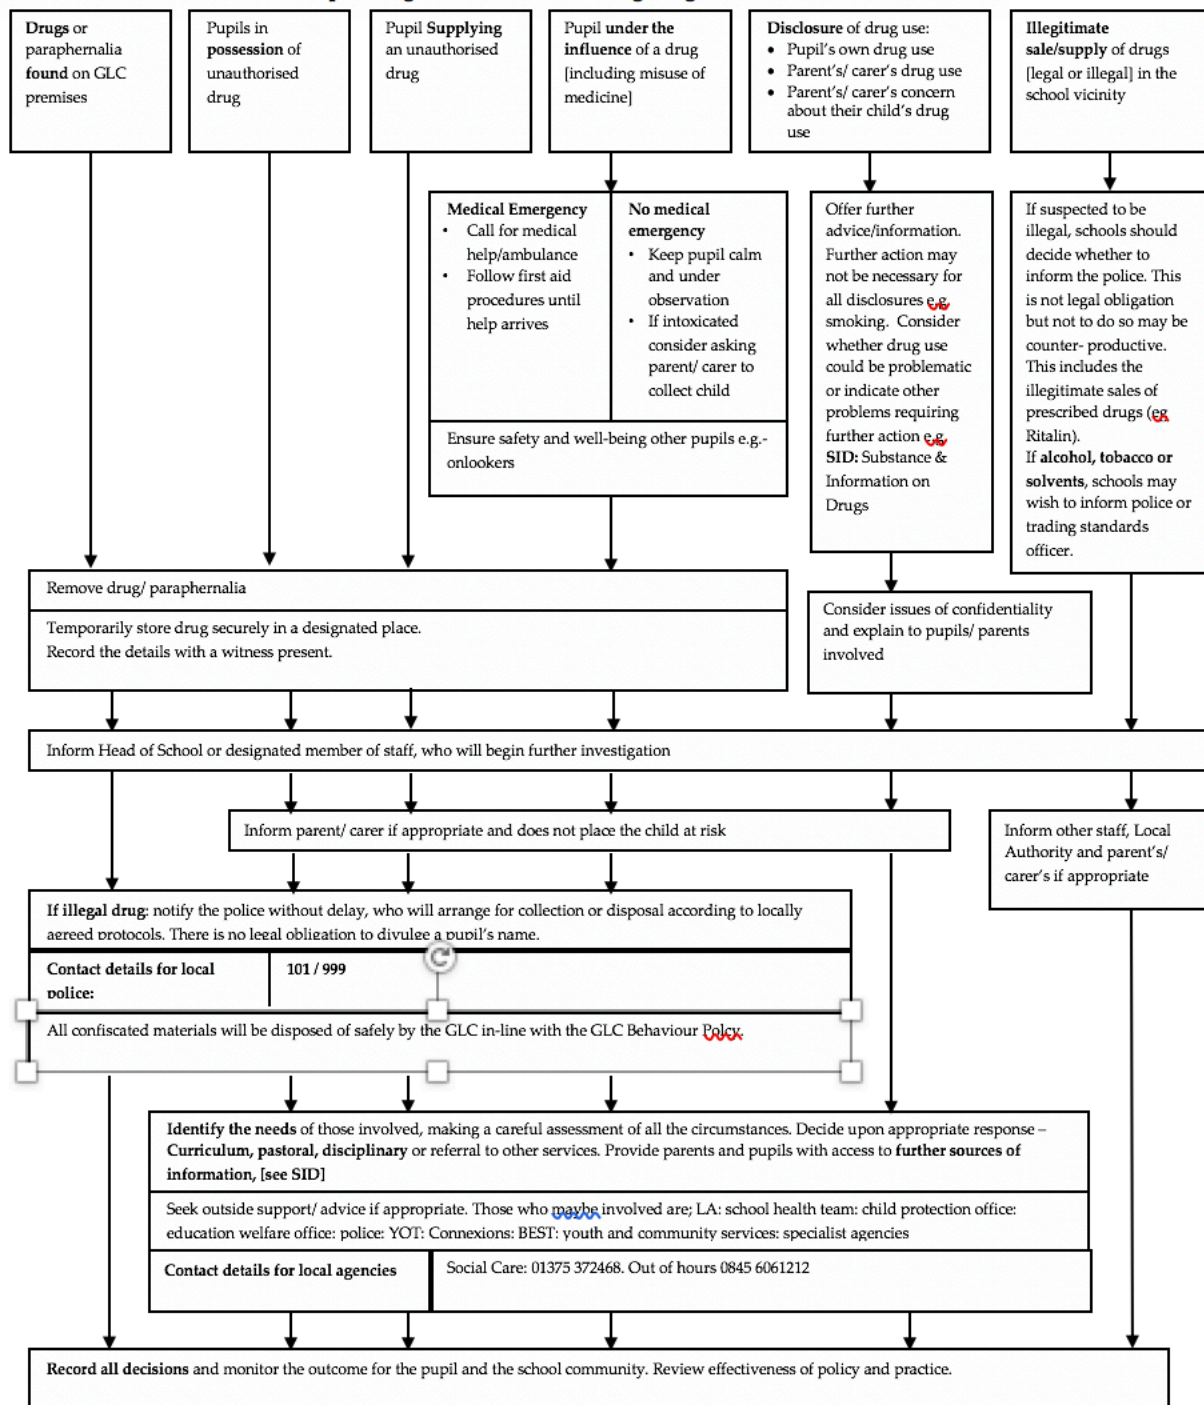 Drugs or
paraphernalia
found on GLC
premises
Pupils in
possession of
unauthorised
drug
Pupil Supplying
an unauthorised
drug
Pupil under the
influence of a drug
[including misuse of
medicine]
Disclosure of drug use:
• Pupil's own drug use
• Parent's/ carer's drug use
• Parent's/ carer's concern
about their child's drug
use
Illegitimate
sale/supply of drugs
[legal or illegal] in the
school vicinity
Medical Emergency
• Call for medical
help/ambulance
• Follow first aid
procedures until
help arrives
No medical
emergency
• Keep pupil calm
and under
observation
• If intoxicated
consider asking
parent/ carer to
collect child
Ensure safety and well-being other pupils e.g.-
onlookers
Offer further
advice/information.
Further action may
not be necessary for
all disclosures e.g.
smoking. Consider
whether drug use
could be problematic
or indicate other
problems requiring
further action e.g.
SID: Substance &
Information on
Drugs
If suspected to be
illegal, schools should
decide whether to
inform the police. This
is not legal obligation
but not to do so may be
counter- productive.
This includes the
illegitimate sales of
prescribed drugs (eg
Ritalin).
If alcohol, tobacco or
solvents, schools may
wish to inform police or
trading standards
officer.
Remove drug/ paraphernalia
Temporarily store drug securely in a designated place.
Record the details with a witness present.
Consider issues of confidentiality
and explain to pupils/ parents
involved
Inform Head of School or designated member of staff, who will begin further investigation
Inform parent/ carer if appropriate and does not place the child at risk
Inform other staff, Local
Authority and parent's/
carer's if appropriate
If illegal drug: notify the police without delay, who will arrange for collection or disposal according to locally
agreed protocols. There is no legal obligation to divulge a pupil's name.
Contact details for local
police:
101 / 999
All confiscated materials will be disposed of safely by the GLC in-line with the GLC Behaviour Polcy.
Identify the needs of those involved, making a careful assessment of all the circumstances. Decide upon appropriate response –
Curriculum, pastoral, disciplinary or referral to other services. Provide parents and pupils with access to further sources of
information, [see SID]
Seek outside support/ advice if appropriate. Those who maybe involved are; LA: school health team: child protection office:
education welfare office: police: YOT: Connexions: BEST: youth and community services: specialist agencies
Contact details for local agencies
Social Care: 01375 372468. Out of hours 0845 6061212
Record all decisions and monitor the outcome for the pupil and the school community. Review effectiveness of policy and practice.